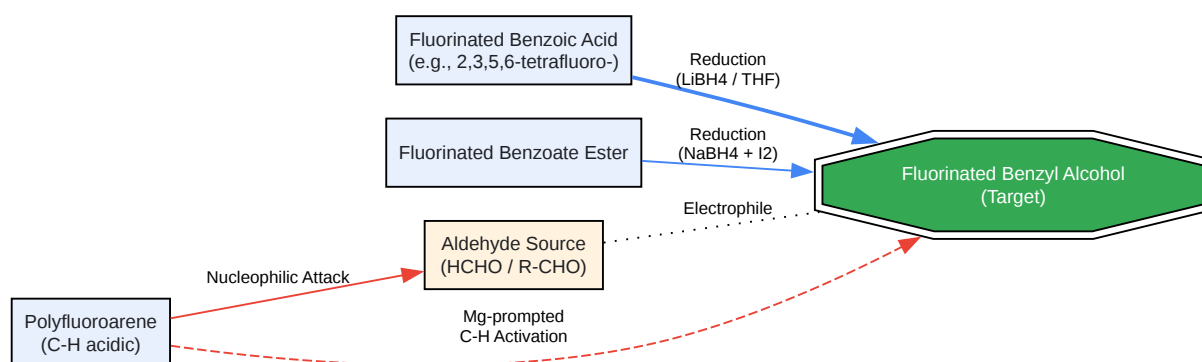 Fluorinated Benzoic Acid
(e.g., 2,3,5,6-tetrafluoro-)
Reduction
(LiBH4 / THF)
Fluorinated Benzoate Ester
Reduction
(NaBH4 + I2)
Fluorinated Benzyl Alcohol
(Target)
Electrophile
Aldehyde Source
(HCHO / R-CHO)
Nucleophilic Attack
Polyfluoroarene
(C-H acidic)
Mg-prompted
C-H Activation